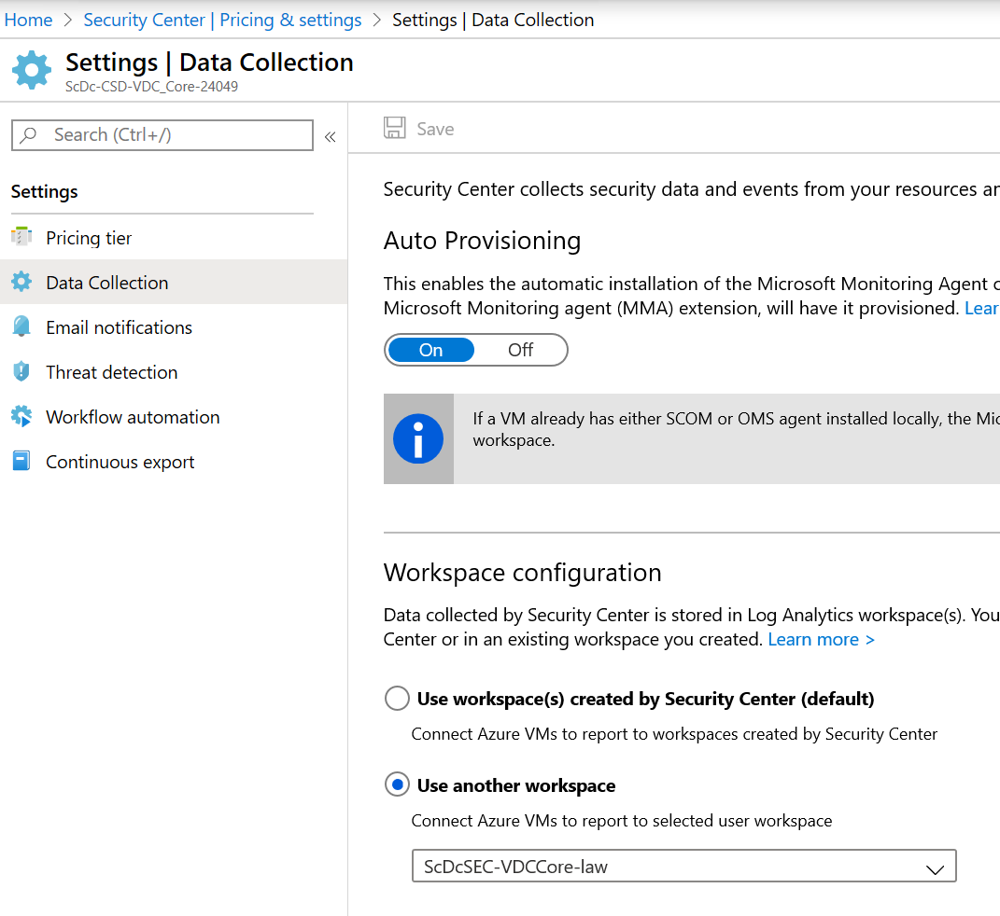 Home > Security Center | Pricing & settings > Settings | Data Collection
Settings | Data Collection
ScDc-CSD-VDC_Core-24049
Search (Ctrl+/)
«
Settings
Pricing tier
Data Collection
Email notifications
Threat detection
Workflow automation
Continuous export
Save
Security Center collects security data and events from your resources an
Auto Provisioning
This enables the automatic installation of the Microsoft Monitoring Agent
Microsoft Monitoring agent (MMA) extension, will have it provisioned. Lear
On Off
If a VM already has either SCOM or OMS agent installed locally, the Mic
workspace.
Workspace configuration
Data collected by Security Center is stored in Log Analytics workspace(s). You
Center or in an existing workspace you created. Learn more >
Use workspace(s) created by Security Center (default)
Connect Azure VMs to report to workspaces created by Security Center
Use another workspace
Connect Azure VMs to report to selected user workspace
ScDcSEC-VDCCore-law